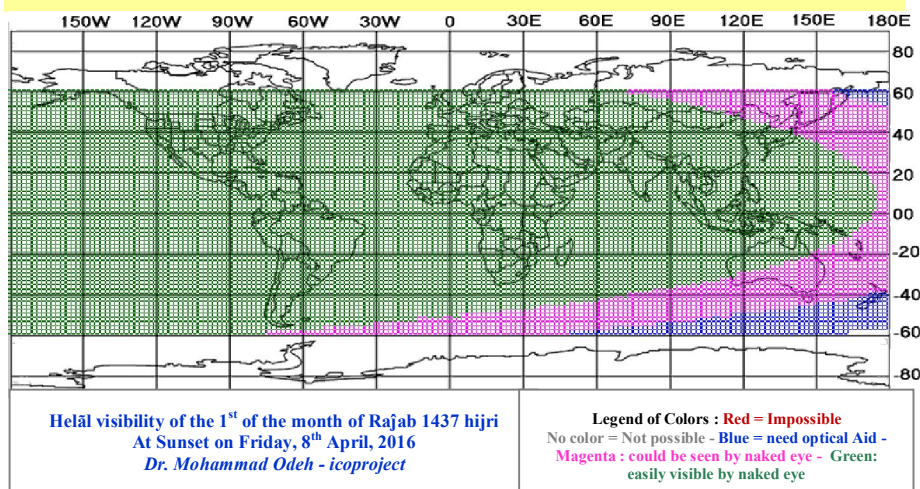 150W 120W 90W 60W 30W 0 30E 60E 90E 120E 150E 180E
80
60
40
20
00
-20
-40
-60
-80
Helāl visibility of the 1st of the month of Raĵab 1437 hijri
At Sunset on Friday, 8th April, 2016
Dr. Mohammad Odeh - icoproject
Legend of Colors : Red = Impossible
No color = Not possible - Blue = need optical Aid -
Magenta : could be seen by naked eye - Green:
easily visible by naked eye